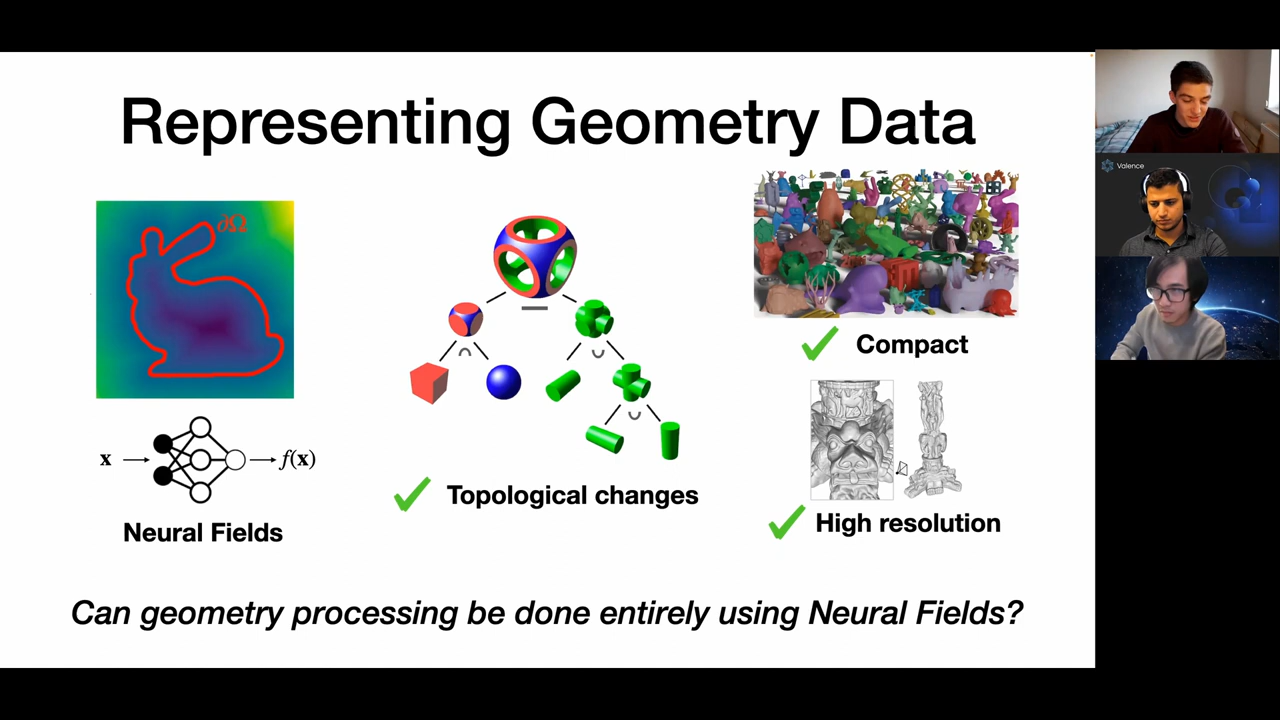 Representing Geometry Data
∂Ω
x
f(x)
Neural Fields
Topological changes
Compact
High resolution
Can geometry processing be done entirely using Neural Fields?
Valence